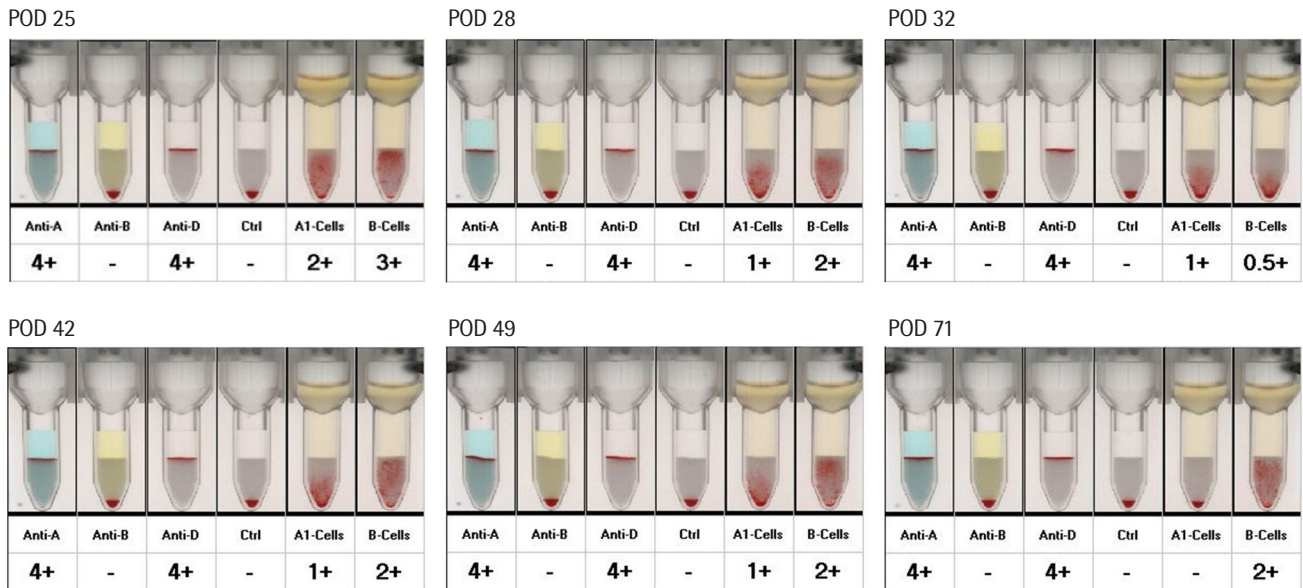 POD 25
POD 28
POD 32
Anti-A Anti-B Anti-D Ctrl A1-Cells B-Cells
4+ - 4+ - 2+ 3+
Anti-A Anti-B Anti-D Ctrl A1-Cells B-Cells
4+ - 4+ - 1+ 2+
Anti-A Anti-B Anti-D Ctrl A1-Cells B-Cells
4+ - 4+ - 1+ 0.5+
POD 42
POD 49
POD 71
Anti-A Anti-B Anti-D Ctrl A1-Cells B-Cells
4+ - 4+ - 1+ 2+
Anti-A Anti-B Anti-D Ctrl A1-Cells B-Cells
4+ - 4+ - 1+ 2+
Anti-A Anti-B Anti-D Ctrl A1-Cells B-Cells
4+ - 4+ - - 2+